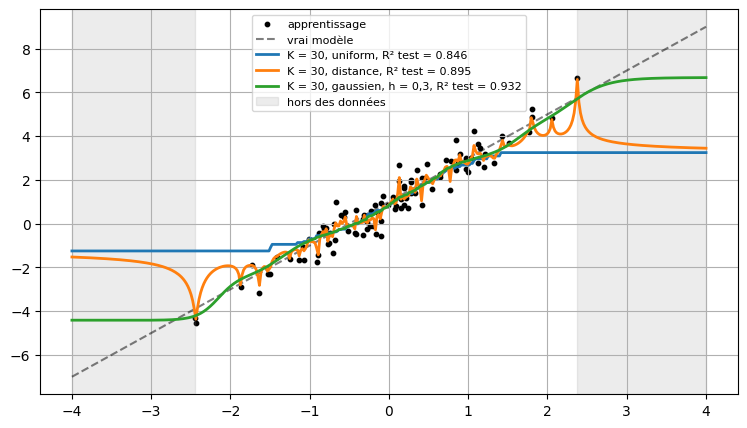 apprentissage
vrai modèle
K = 30, uniform, R² test = 0.846
K = 30, distance, R² test = 0.895
K = 30, gaussien, h = 0,3, R² test = 0.932
hors des données
8
6
4
2
0
−2
−4
−6
−4 −3 −2 −1 0 1 2 3 4